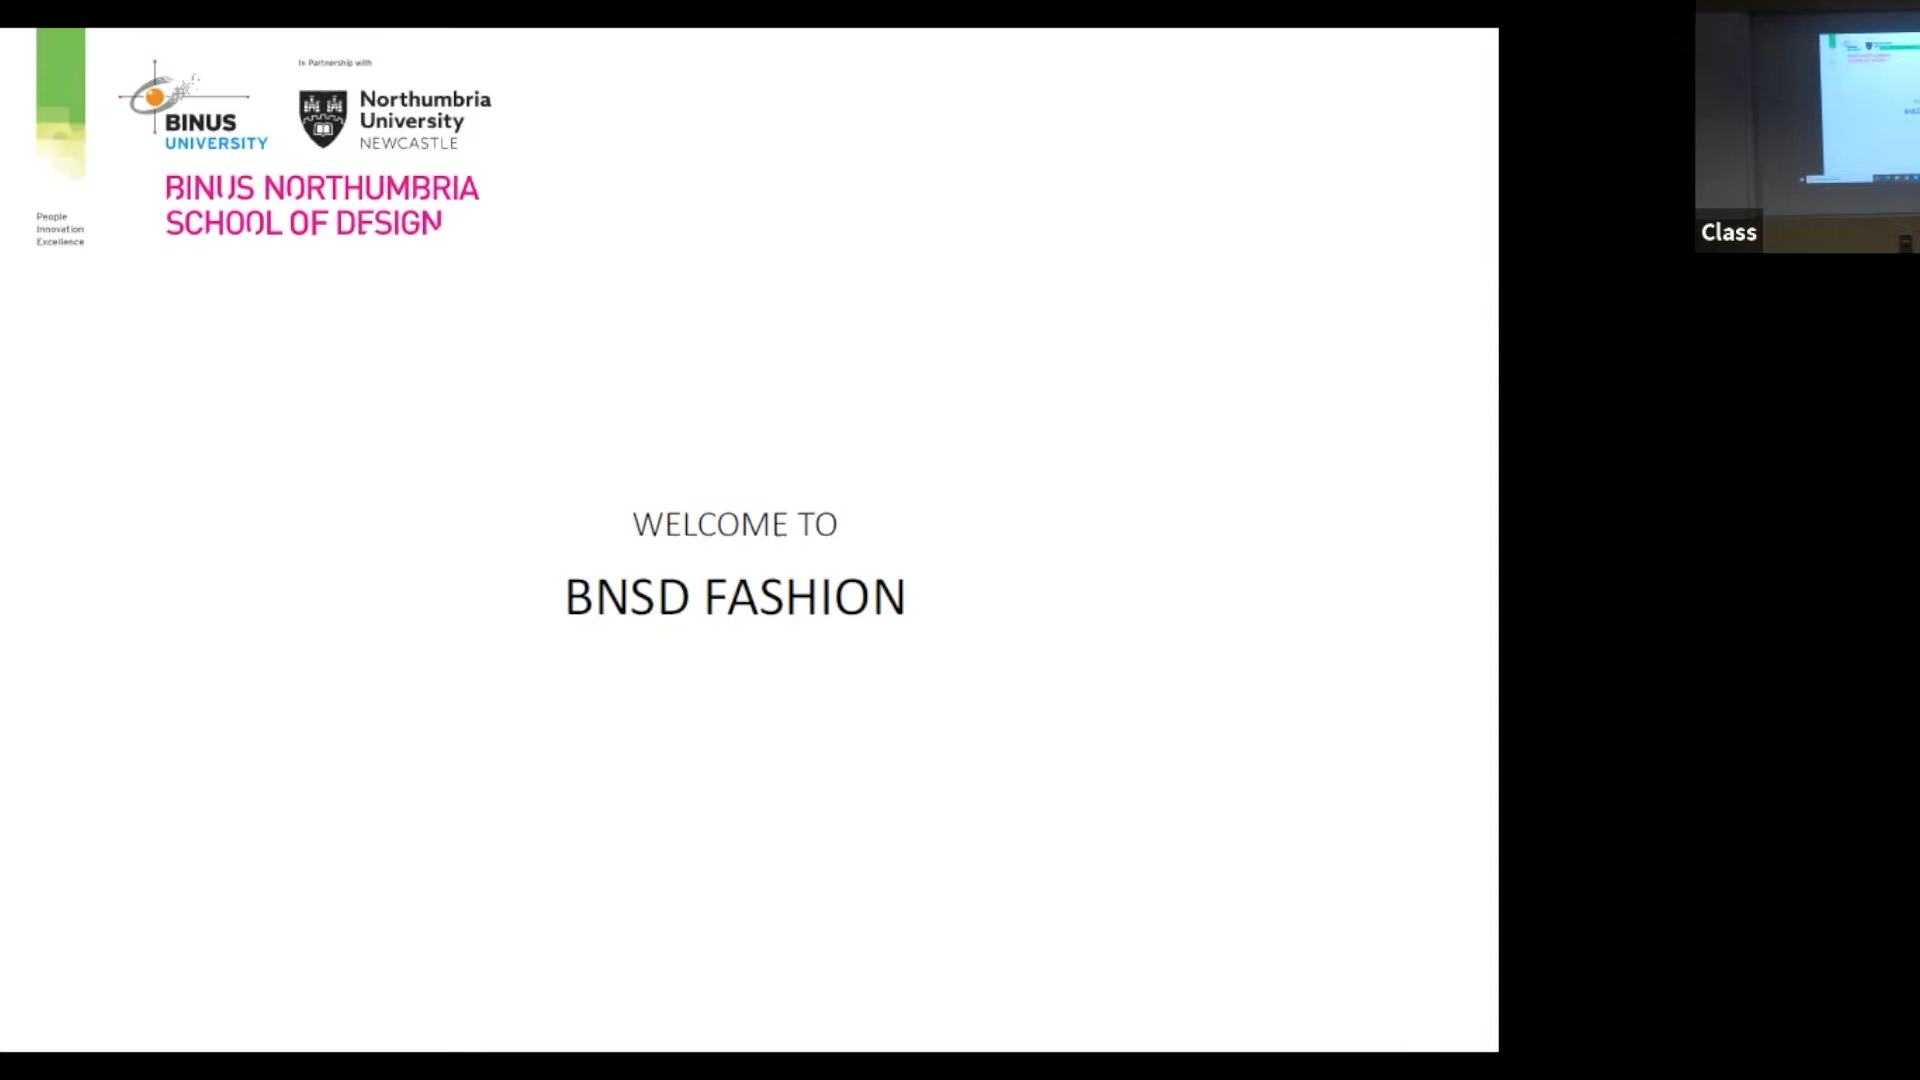 In Partnership with
BINUS
UNIVERSITY
Northumbria
University
NEWCASTLE
BINUS NORTHUMBRIA
SCHOOL OF DESIGN
People
Innovation
Excellence
WELCOME TO
BNSD FASHION
Class